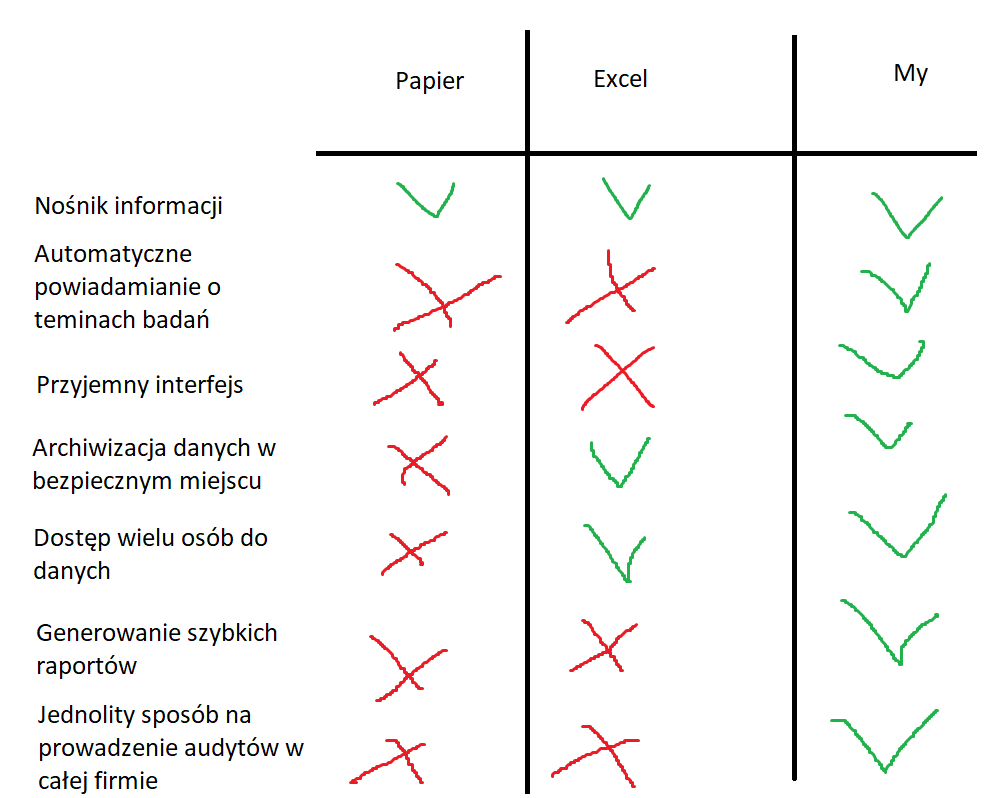 Papier Excel My
Nośnik informacji
Automatyczne
powiadamianie o
teminach badań
Przyjemny interfejs
Archiwizacja danych w
bezpiecznym miejscu
Dostęp wielu osób do
danych
Generowanie szybkich
raportów
Jednolity sposób na
prowadzenie audytów w
całej firmie